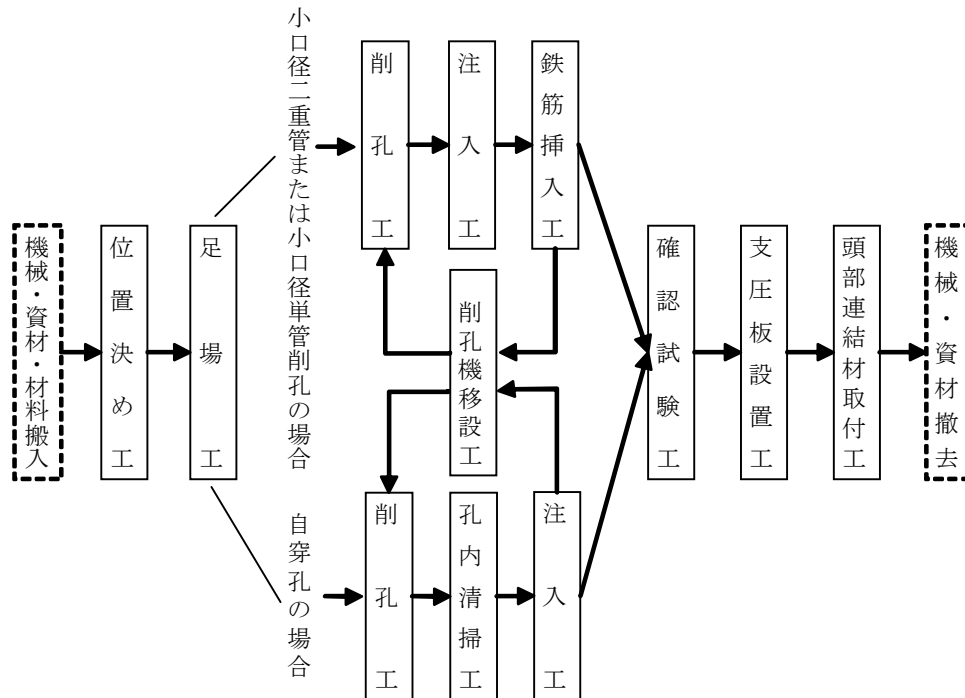 機械・資材・材料搬入
位置決め工
足場工
小口径二重管または小口径単管削孔の場合
削孔工
注入工
鉄筋挿入工
削孔機移設工
自穿孔の場合
削孔工
孔内清掃工
注入工
確認試験工
支圧板設置工
頭部連結材取付工
機械・資材撤去